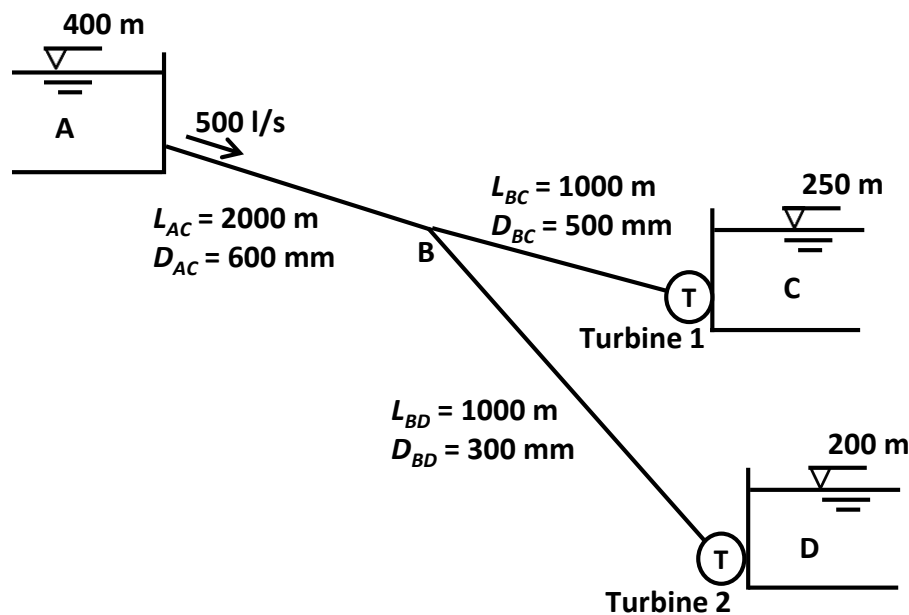 400 m
A
500 l/s
L_AC = 2000 m
D_AC = 600 mm
B
L_BC = 1000 m
D_BC = 500 mm
250 m
T
C
Turbine 1
L_BD = 1000 m
D_BD = 300 mm
200 m
T
D
Turbine 2